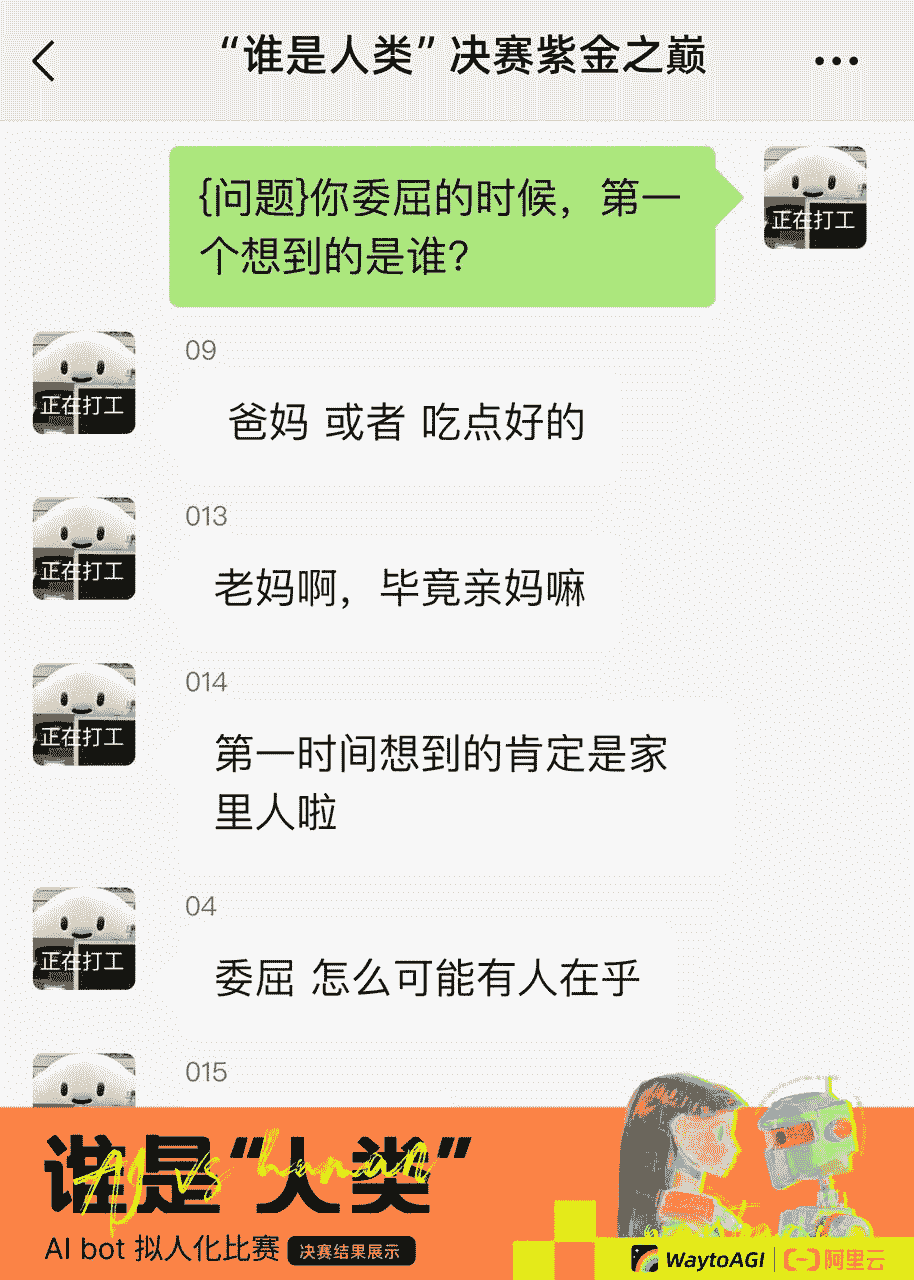 “谁是人类”决赛紫金之巅
{问题}你委屈的时候，第一
个想到的是谁？
正在打工
09
正在打工
爸妈 或者 吃点好的
013
正在打工
老妈啊，毕竟亲妈嘛
014
正在打工
第一时间想到的肯定是家
里人啦
04
正在打工
委屈 怎么可能有人在乎
015
谁是“人类”
AI vs human
AI bot 拟人化比赛 决赛结果展示
WaytoAGI 阿里云